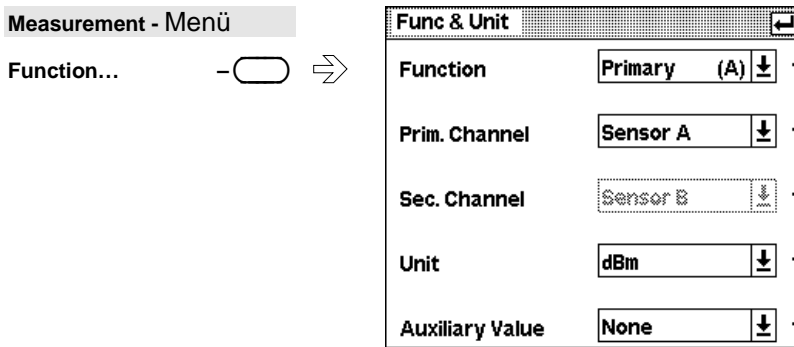 Measurement - Menü
Function…
Func & Unit
Function Primary (A)
Prim. Channel Sensor A
Sec. Channel Sensor B
Unit dBm
Auxiliary Value None